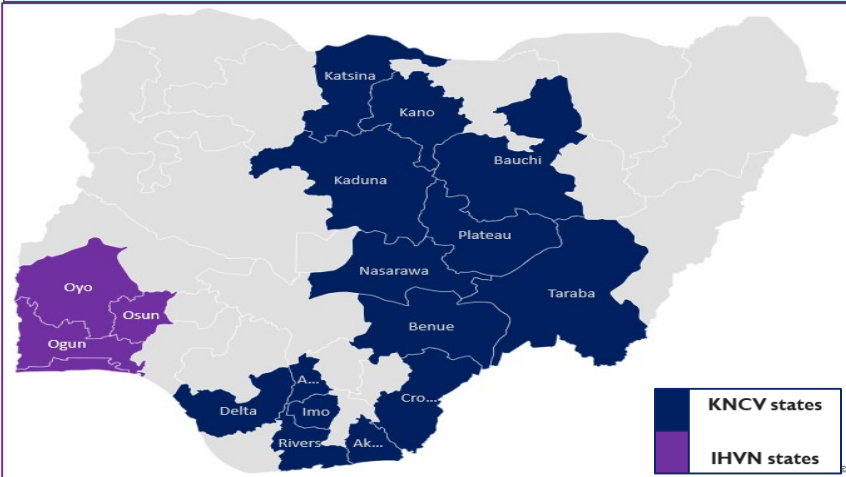 Katsina
Kano
Bauchi
Kaduna
Plateau
Nasarawa
Taraba
Oyo
Osun
Benue
Ogun
A...
Cro...
Delta
Imo
Rivers
Ak...
KNCV states
IHVN states